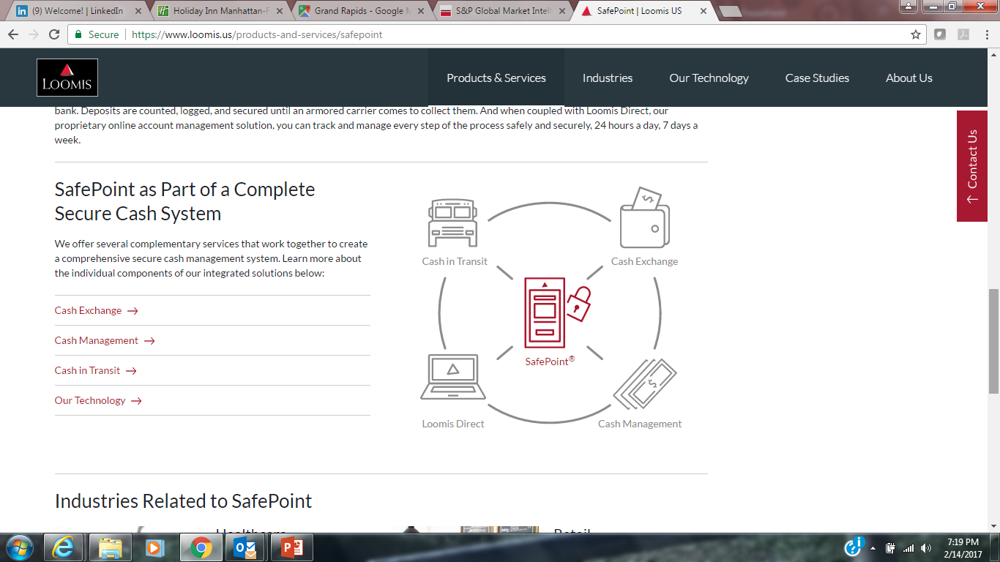 (9) Welcome! | LinkedIn
Holiday Inn Manhattan-F
Grand Rapids - Google M
S&P Global Market Intell
SafePoint | Loomis US
Secure
https://www.loomis.us/products-and-services/safepoint
LOOMIS
Products & Services
Industries
Our Technology
Case Studies
About Us
bank. Deposits are counted, logged, and secured until an armored carrier comes to collect them. And when coupled with Loomis Direct, our
proprietary online account management solution, you can track and manage every step of the process safely and securely, 24 hours a day, 7 days a
week.
Contact Us
SafePoint as Part of a Complete
Secure Cash System
We offer several complementary services that work together to create
a comprehensive secure cash management system. Learn more about
the individual components of our integrated solutions below:
Cash Exchange
Cash Management
Cash in Transit
Our Technology
Cash in Transit
Cash Exchange
SafePoint®
Loomis Direct
Cash Management
Industries Related to SafePoint
Healthcare
Retail
7:19 PM
2/14/2017